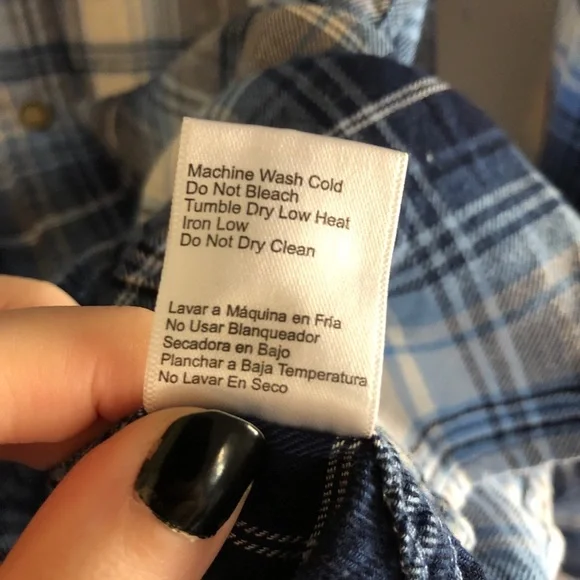 Machine Wash Cold
Do Not Bleach
Tumble Dry Low Heat
Iron Low
Do Not Dry Clean
Lavar a Máquina en Fría
No Usar Blanqueador
Secadora en Bajo
Planchar a Baja Temperatura
No Lavar En Seco